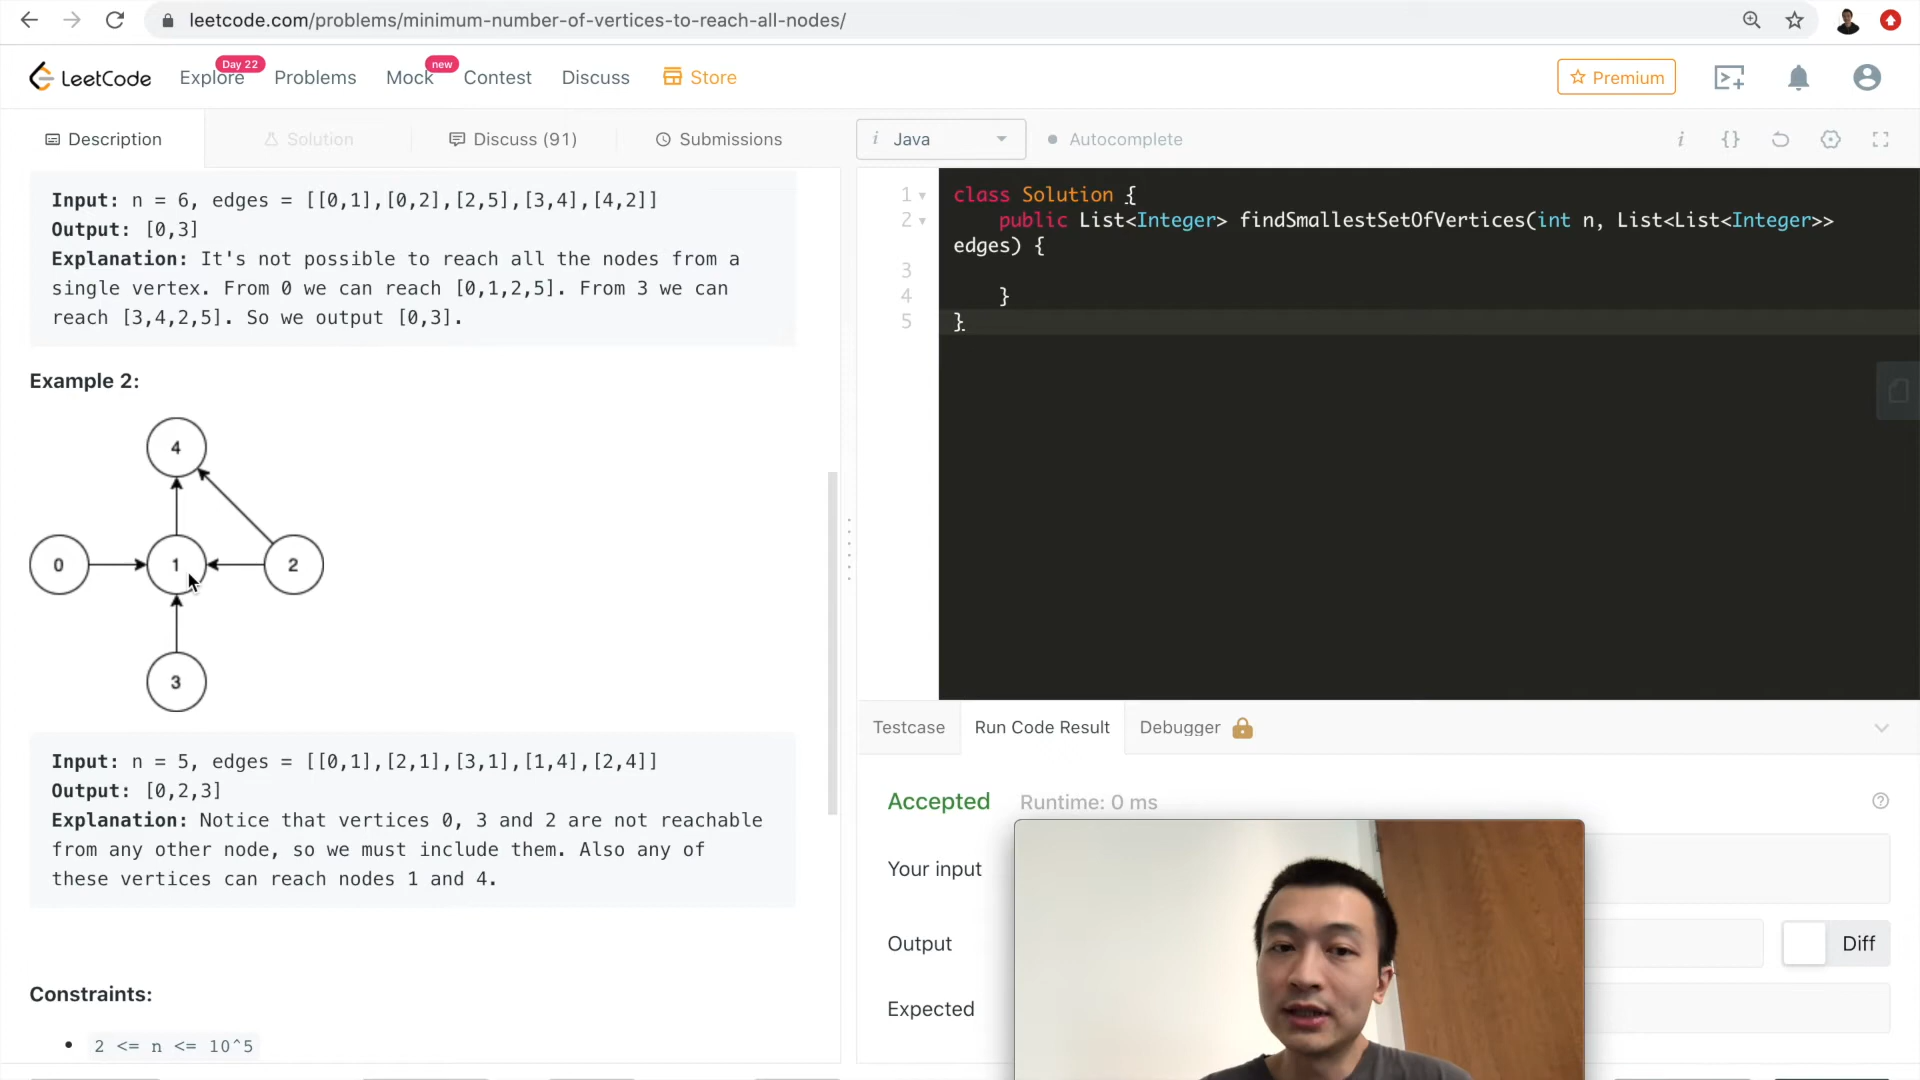 leetcode.com/problems/minimum-number-of-vertices-to-reach-all-nodes/
LeetCode
Explore
Day 22
Problems
Mock
new
Contest
Discuss
Store
Premium
Description
Solution
Discuss (91)
Submissions
i Java
Autocomplete
i {}
Input: n = 6, edges = [[0,1],[0,2],[2,5],[3,4],[4,2]]
Output: [0,3]
Explanation: It's not possible to reach all the nodes from a
single vertex. From 0 we can reach [0,1,2,5]. From 3 we can
reach [3,4,2,5]. So we output [0,3].
Example 2:
4
0
1
2
3
Input: n = 5, edges = [[0,1],[2,1],[3,1],[1,4],[2,4]]
Output: [0,2,3]
Explanation: Notice that vertices 0, 3 and 2 are not reachable
from any other node, so we must include them. Also any of
these vertices can reach nodes 1 and 4.
Constraints:
2 <= n <= 10^5
1 class Solution {
2 public List<Integer> findSmallestSetOfVertices(int n, List<List<Integer>>
edges) {
3
4 }
5 }
Testcase
Run Code Result
Debugger
Accepted
Runtime: 0 ms
Your input
Output
Diff
Expected